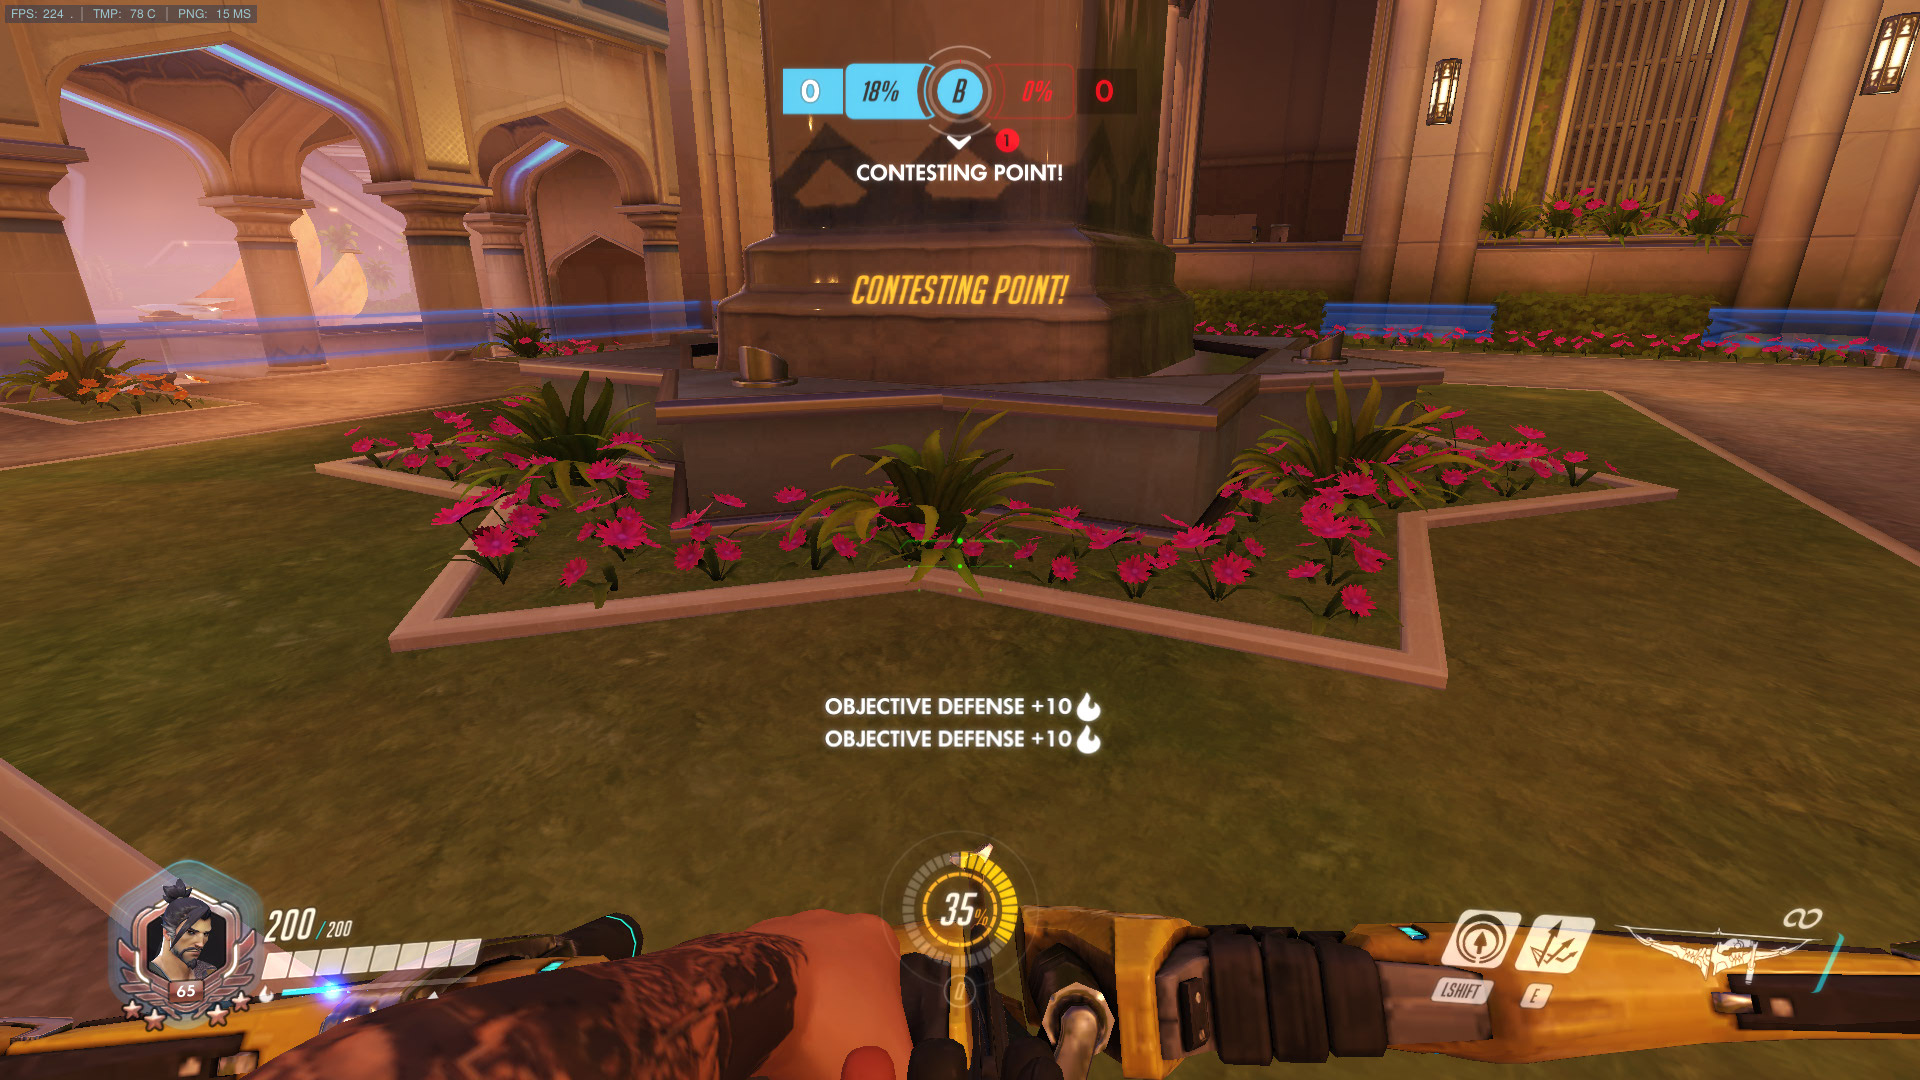 FPS: 224 . | TMP: 78 C | PNG: 15 MS
0 18% B 0% 0
1
CONTESTING POINT!
CONTESTING POINT!
OBJECTIVE DEFENSE +10
OBJECTIVE DEFENSE +10
35%
Q
200/200
65
∞
LSHIFT
E